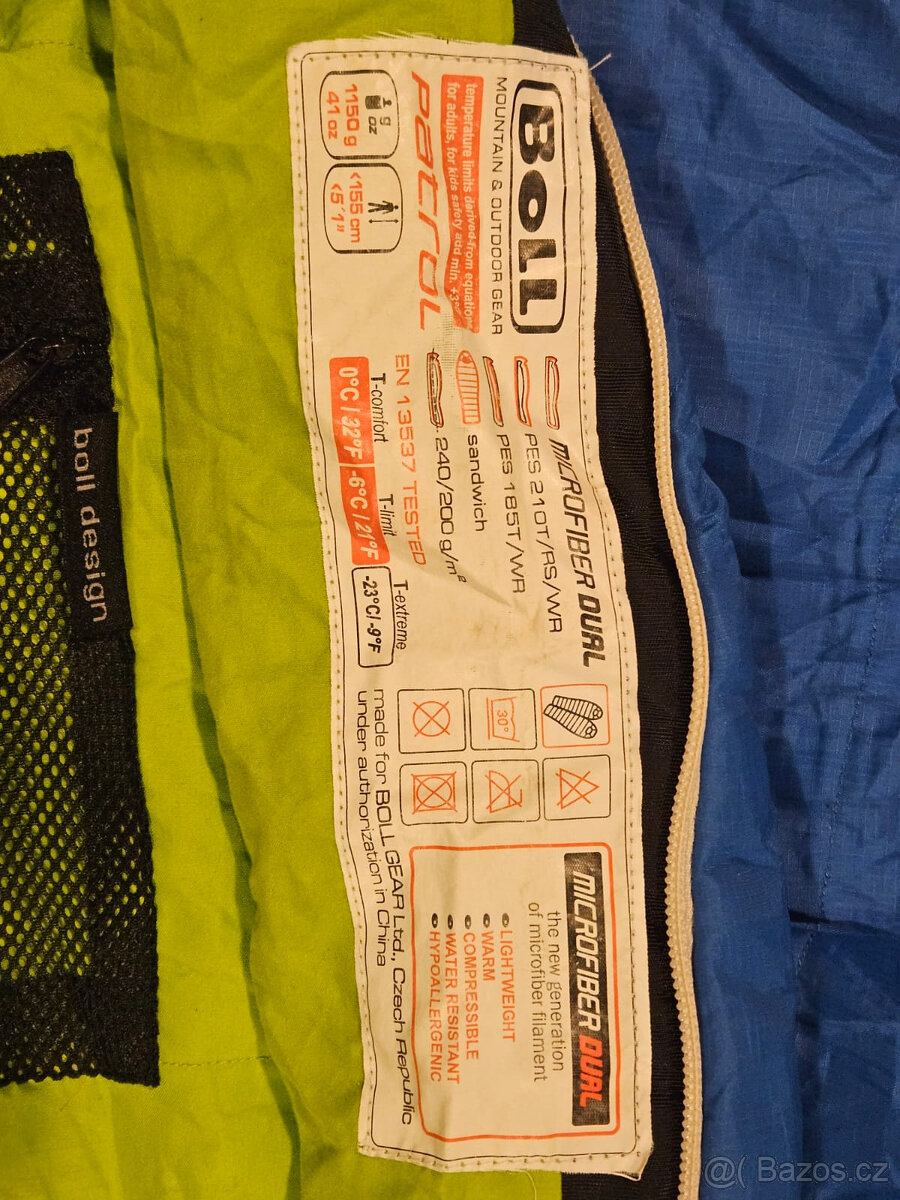 BOLL
MOUNTAIN & OUTDOOR GEAR
temperature limits derived from equation
for adults, for kids safety add min. +3°
patrol
g
oz
1150 g
41 oz
<155 cm
<5´1"
MICROFIBER DUAL
PES 210T/RS/WR
PES 185T/WR
sandwich
240/200 g/m²
EN 13537 TESTED
T-comfort
T-limit
T-extreme
0°C / 32°F
-6°C / 21°F
-23°C/-9°F
30°
made for BOLL GEAR Ltd., Czech Republic
under authorization in China
MICROFIBER DUAL
the new generation
of microfiber filament
LIGHTWEIGHT
WARM
COMPRESSIBLE
WATER RESISTANT
HYPOALLERGENIC
boll design
@( Bazos.cz